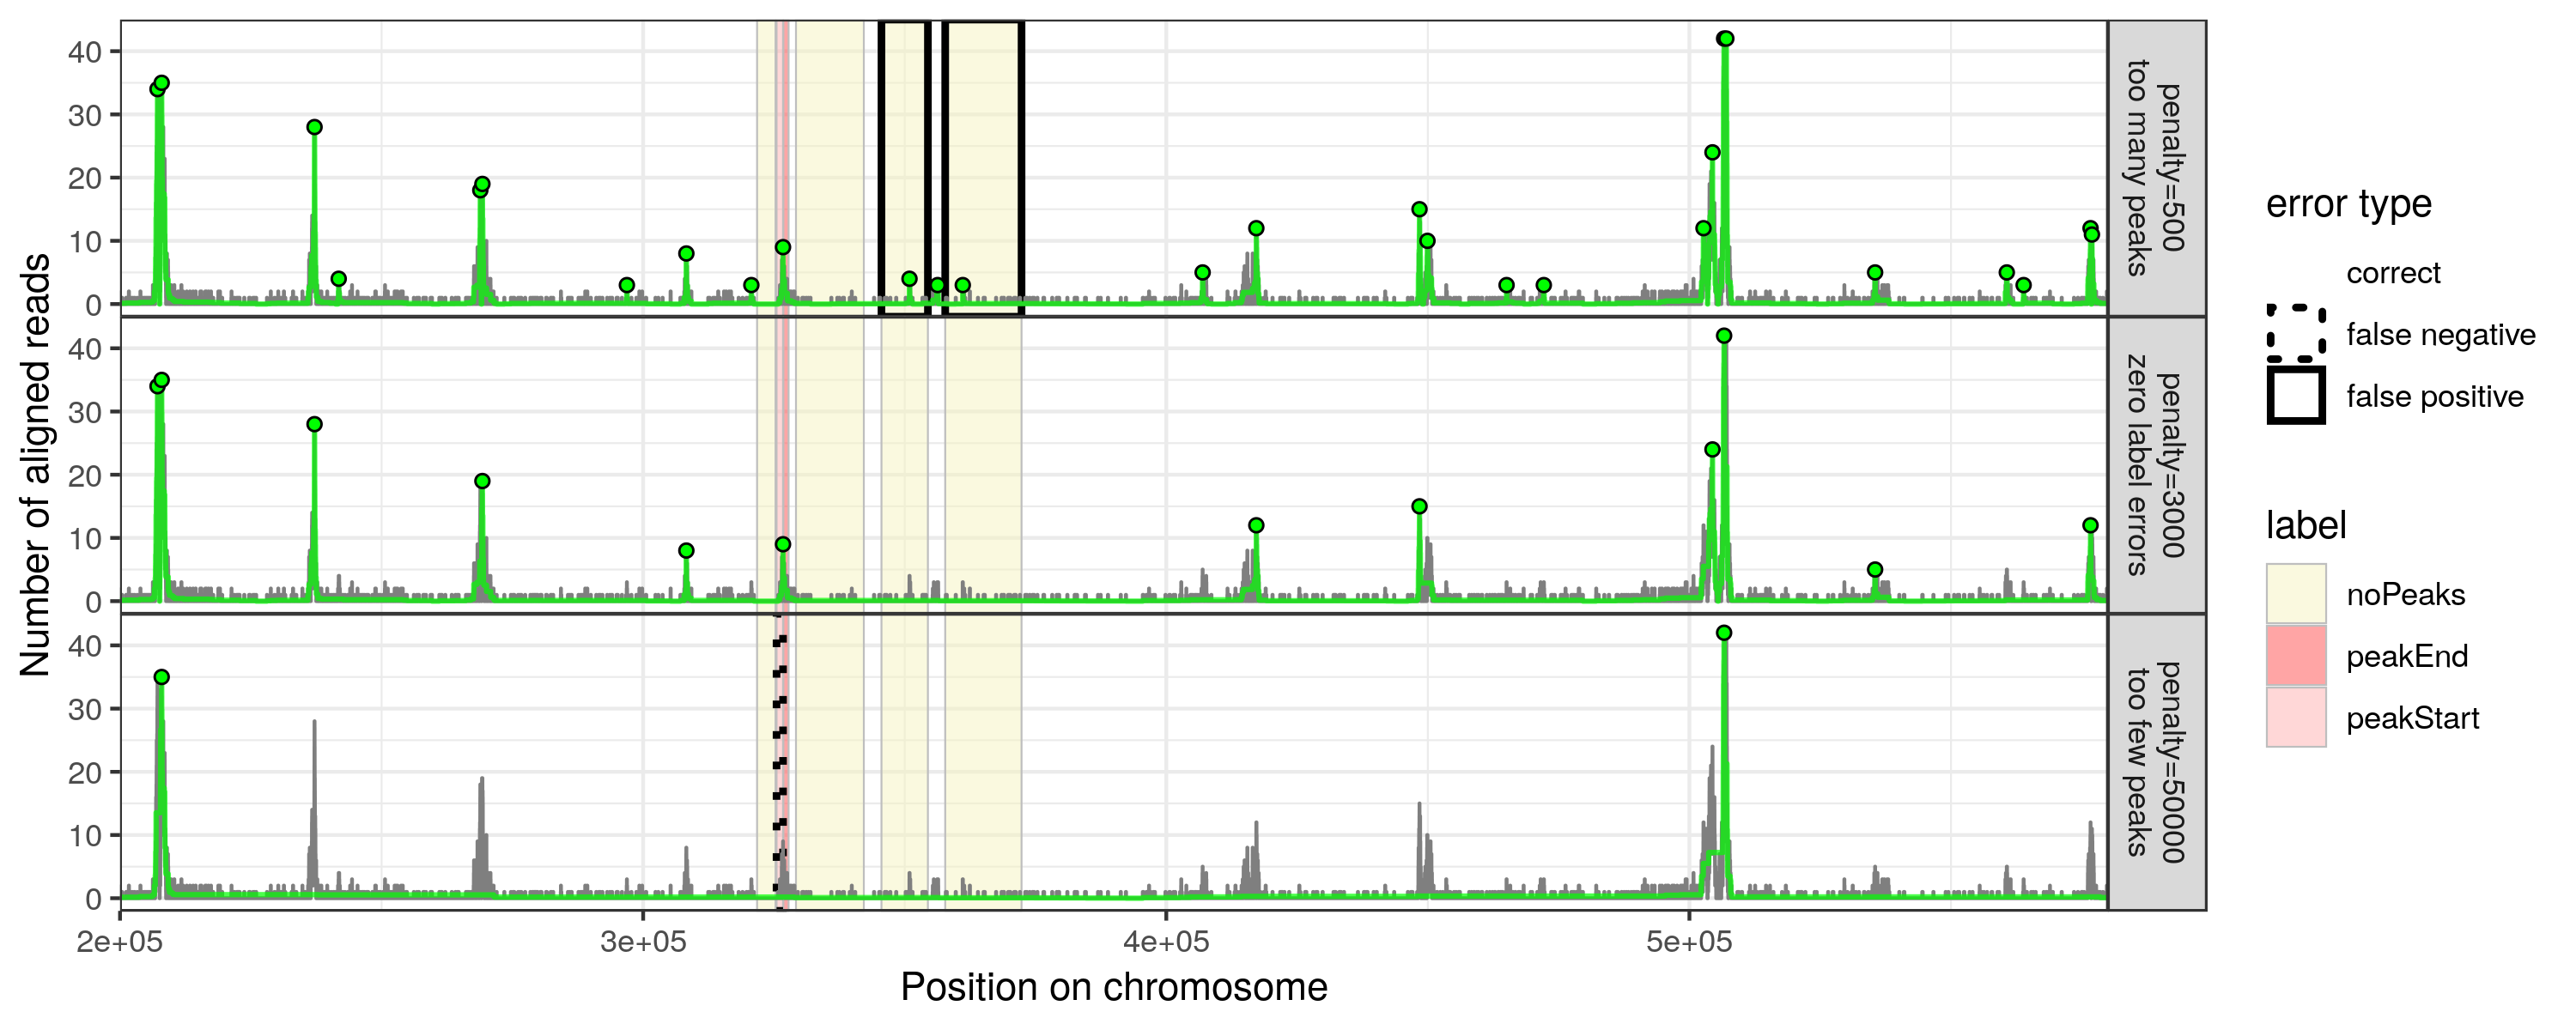 Number of aligned reads
40
30
20
10
0
penalty=500
too many peaks
40
30
20
10
0
penalty=3000
zero label errors
40
30
20
10
0
penalty=50000
too few peaks
2e+05
3e+05
4e+05
5e+05
Position on chromosome
error type
correct
false negative
false positive
label
noPeaks
peakEnd
peakStart